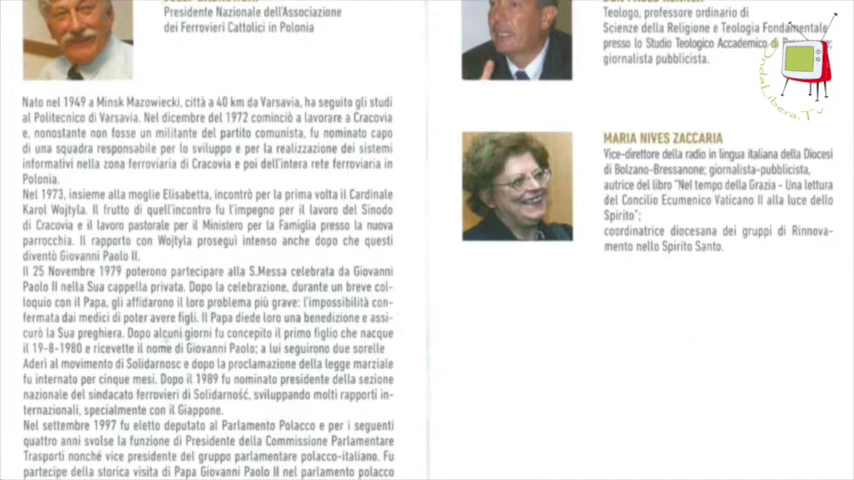 Presidente Nazionale dell'Associazione
dei Ferrovieri Cattolici in Polonia
Nato nel 1949 a Minsk Mazowiecki, città a 40 km da Varsavia, ha seguito gli studi
al Politecnico di Varsavia. Nel dicembre del 1972 cominciò a lavorare a Cracovia
e, nonostante non fosse un militante del partito comunista, fu nominato capo
di una squadra responsabile per lo sviluppo e per la realizzazione dei sistemi
informativi nella zona ferroviaria di Cracovia e poi dell'intera rete ferroviaria in
Polonia.
Nel 1973, insieme alla moglie Elisabetta, incontrò per la prima volta il Cardinale
Karol Wojtyla. Il frutto di quell'incontro fu l'impegno per il lavoro del Sinodo
di Cracovia e il lavoro pastorale per il Ministero per la Famiglia presso la nuova
parrocchia. Il rapporto con Wojtyla proseguì intenso anche dopo che questi
diventò Giovanni Paolo II.
Il 25 Novembre 1979 poterono partecipare alla S.Messa celebrata da Giovanni
Paolo II nella Sua cappella privata. Dopo la celebrazione, durante un breve col-
loquio con il Papa, gli affidarono il loro problema più grave: l'impossibilità con-
fermata dai medici di poter avere figli. Il Papa diede loro una benedizione e assi-
curò la Sua preghiera. Dopo alcuni giorni fu concepito il primo figlio che nacque
il 19-8-1980 e ricevette il nome di Giovanni Paolo; a lui seguirono due sorelle
Aderì al movimento di Solidarnosc e dopo la proclamazione della legge marziale
fu internato per cinque mesi. Dopo il 1989 fu nominato presidente della sezione
nazionale del sindacato ferrovieri di Solidarność, sviluppando molti rapporti in-
ternazionali, specialmente con il Giappone.
Nel settembre 1997 fu eletto deputato al Parlamento Polacco e per i seguenti
quattro anni svolse la funzione di Presidente della Commissione Parlamentare
Trasporti nonché vice presidente del gruppo parlamentare polacco-italiano. Fu
partecipe della storica visita di Papa Giovanni Paolo II nel parlamento polacco
Teologo, professore ordinario di
Scienze della Religione e Teologia Fondamentale
presso lo Studio Teologico Accademico di
giornalista pubblicista.
MARIA NIVES ZACCARIA
Vice-direttore della radio in lingua italiana della Diocesi
di Bolzano-Bressanone; giornalista-pubblicista,
autrice del libro "Nel tempo della Grazia - Una lettura
del Concilio Ecumenico Vaticano II alla luce dello
Spirito";
coordinatrice diocesana dei gruppi di Rinnova-
mento nello Spirito Santo.
OndaLibera.Tv